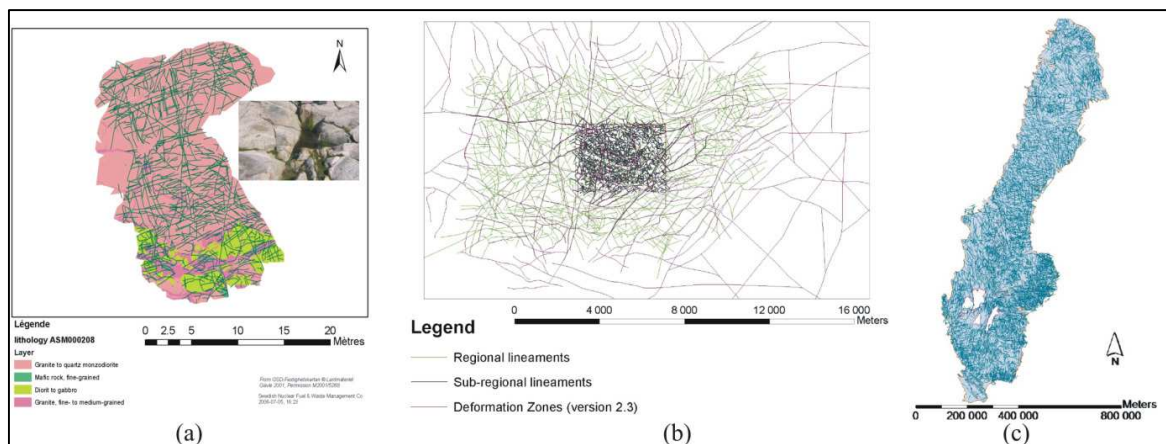 N
Légende
lithology ASM000208
Layer
Granite to quartz monzodiorite
Mafic rock, fine-grained
Diorit to gabbro
Granite, fine- to medium-grained
0 2.5 5 10 15 20
Mètres
Swedish Nuclear Fuel & Waste Management Co
(a)
0 4 000 8 000 12 000 16 000
Meters
Legend
Regional lineaments
Sub-regional lineaments
Deformation Zones (version 2.3)
(b)
N
Meters
0 200 000 400 000 800 000
(c)